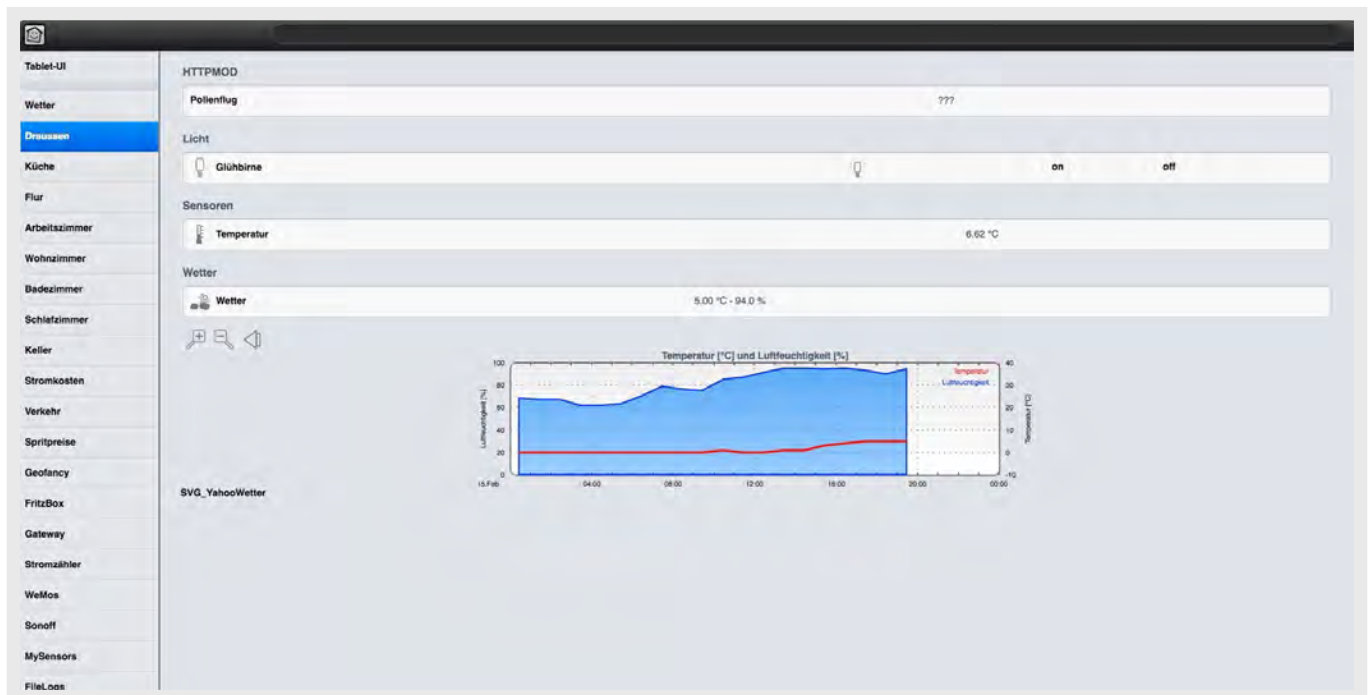 Tablet-UI
Wetter
Draussen
Küche
Flur
Arbeitszimmer
Wohnzimmer
Badezimmer
Schlafzimmer
Keller
Stromkosten
Verkehr
Spritpreise
Geofancy
FritzBox
Gateway
Stromzähler
WeMos
Sonoff
MySensors
FileLogs
HTTPMOD
Pollenflug ???
Licht
Glühbirne on off
Sensoren
Temperatur 6.62 °C
Wetter
Wetter 5.00 °C - 94.0 %
Temperatur [°C] und Luftfeuchtigkeit [%]
Temperatur
Luftfeuchtigkeit
Luftfeuchtigkeit [%]
100
80
60
40
20
0
40
30
20
10
0
-10
Temperatur [°C]
15.Feb 04:00 08:00 12:00 16:00 20:00 00:00
SVG_YahooWetter